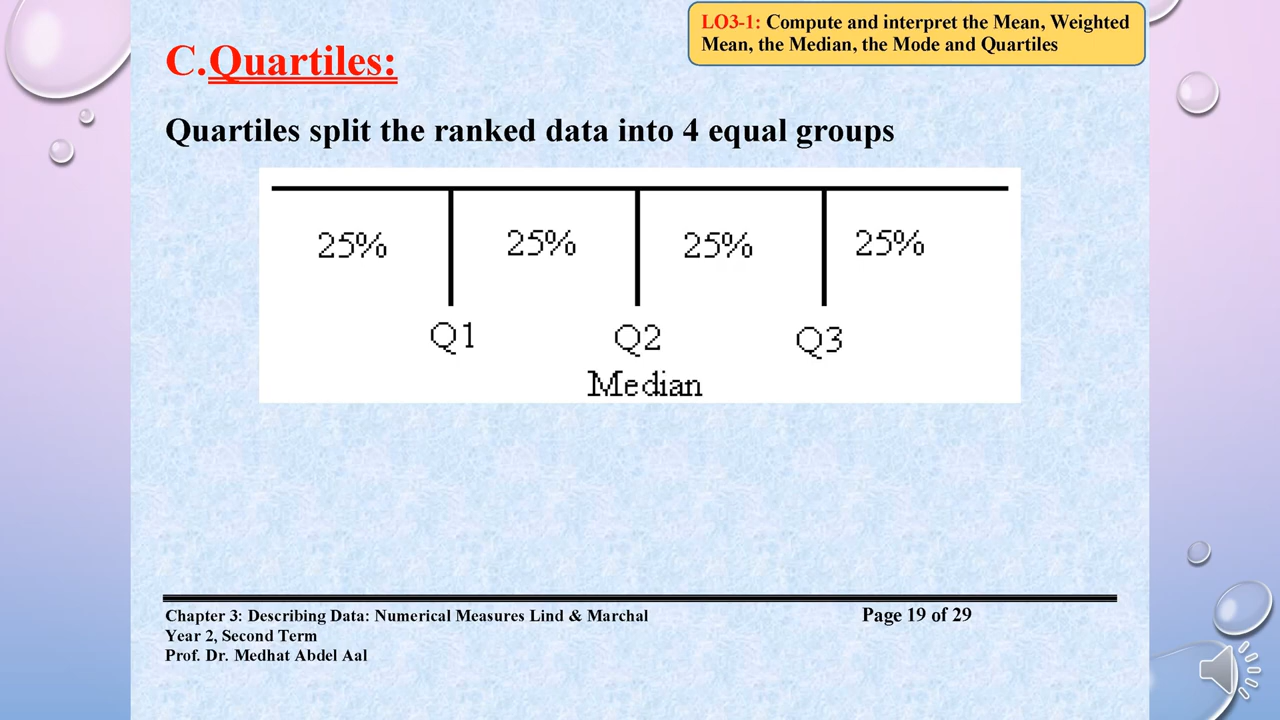 LO3-1: Compute and interpret the Mean, Weighted
Mean, the Median, the Mode and Quartiles
C.Quartiles:
Quartiles split the ranked data into 4 equal groups
25% 25% 25% 25%
Q1 Q2 Q3
Median
Chapter 3: Describing Data: Numerical Measures Lind & Marchal Page 19 of 29
Year 2, Second Term
Prof. Dr. Medhat Abdel Aal